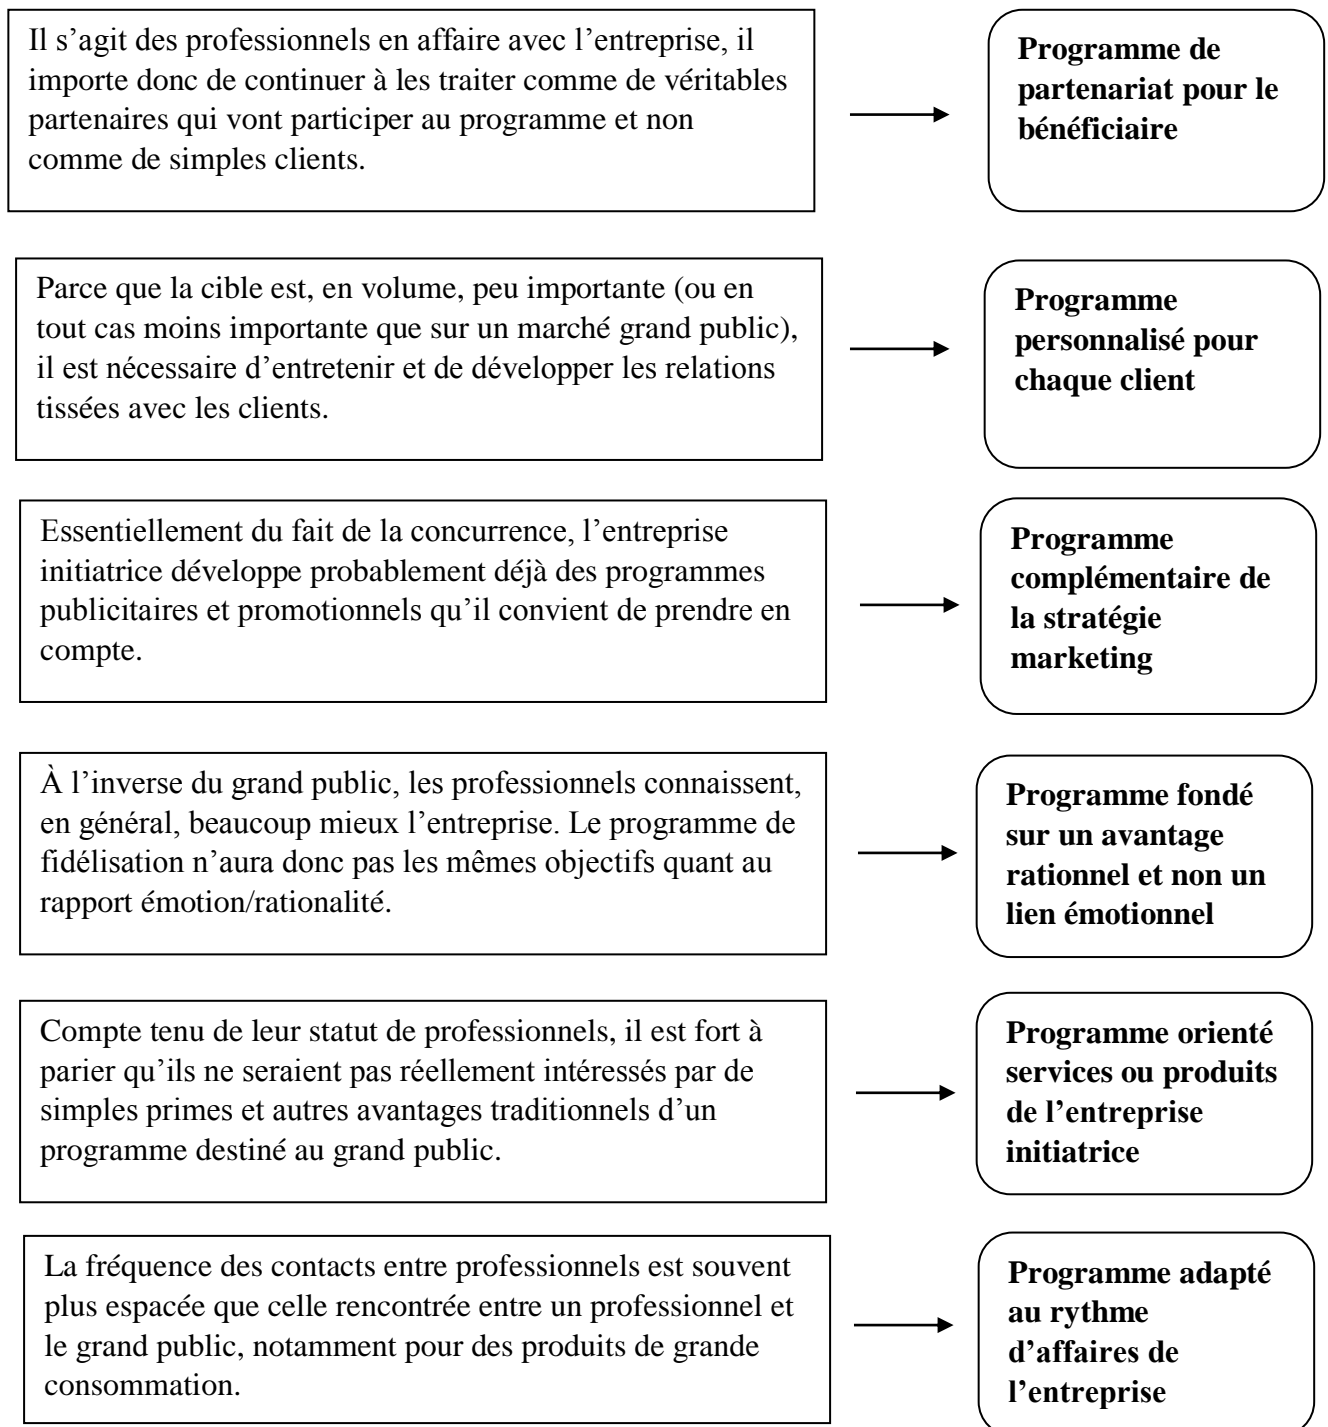 Il s’agit des professionnels en affaire avec l’entreprise, il
importe donc de continuer à les traiter comme de véritables
partenaires qui vont participer au programme et non
comme de simples clients.
Programme de
partenariat pour le
bénéficiaire
Parce que la cible est, en volume, peu importante (ou en
tout cas moins importante que sur un marché grand public),
il est nécessaire d’entretenir et de développer les relations
tissées avec les clients.
Programme
personnalisé pour
chaque client
Essentiellement du fait de la concurrence, l’entreprise
initiatrice développe probablement déjà des programmes
publicitaires et promotionnels qu’il convient de prendre en
compte.
Programme
complémentaire de
la stratégie
marketing
À l’inverse du grand public, les professionnels connaissent,
en général, beaucoup mieux l’entreprise. Le programme de
fidélisation n’aura donc pas les mêmes objectifs quant au
rapport émotion/rationalité.
Programme fondé
sur un avantage
rationnel et non un
lien émotionnel
Compte tenu de leur statut de professionnels, il est fort à
parier qu’ils ne seraient pas réellement intéressés par de
simples primes et autres avantages traditionnels d’un
programme destiné au grand public.
Programme orienté
services ou produits
de l’entreprise
initiatrice
La fréquence des contacts entre professionnels est souvent
plus espacée que celle rencontrée entre un professionnel et
le grand public, notamment pour des produits de grande
consommation.
Programme adapté
au rythme
d’affaires de
l’entreprise